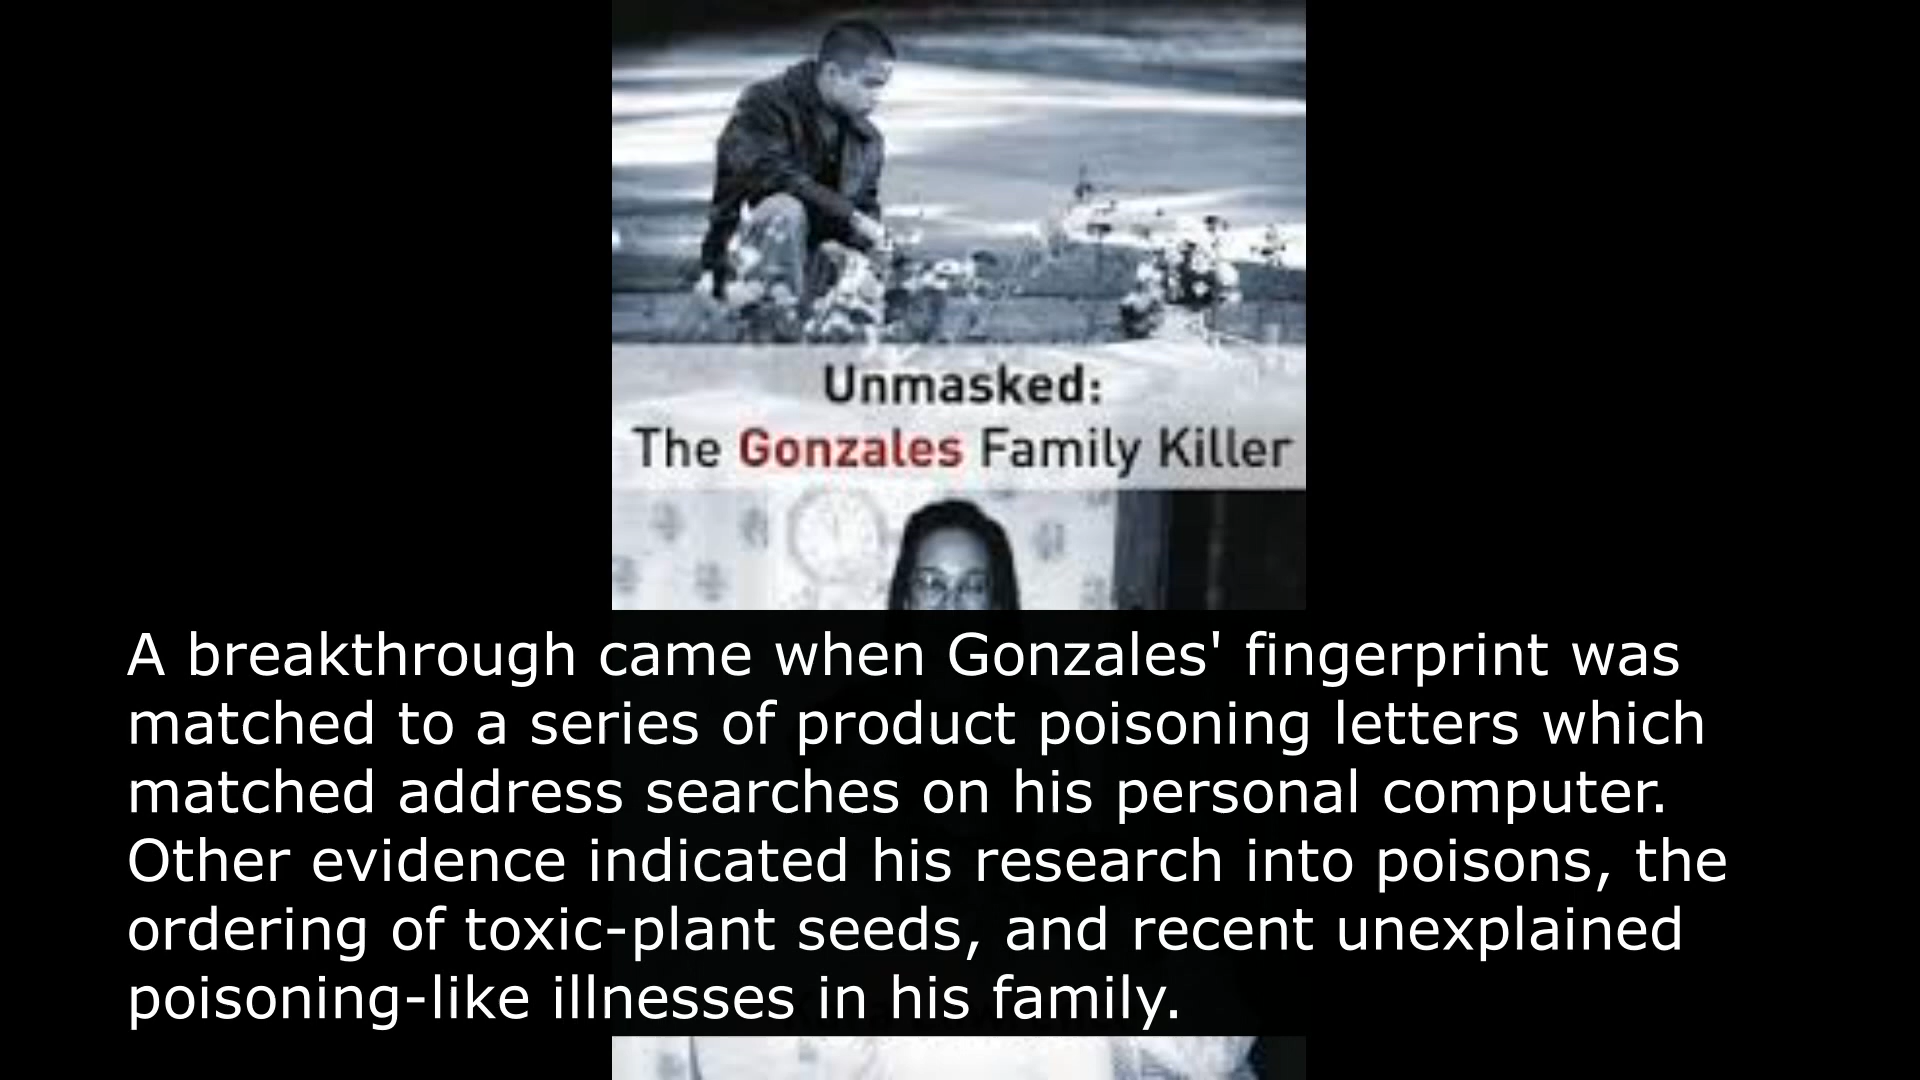 Unmasked:
The Gonzales Family Killer
A breakthrough came when Gonzales' fingerprint was
matched to a series of product poisoning letters which
matched address searches on his personal computer.
Other evidence indicated his research into poisons, the
ordering of toxic-plant seeds, and recent unexplained
poisoning-like illnesses in his family.